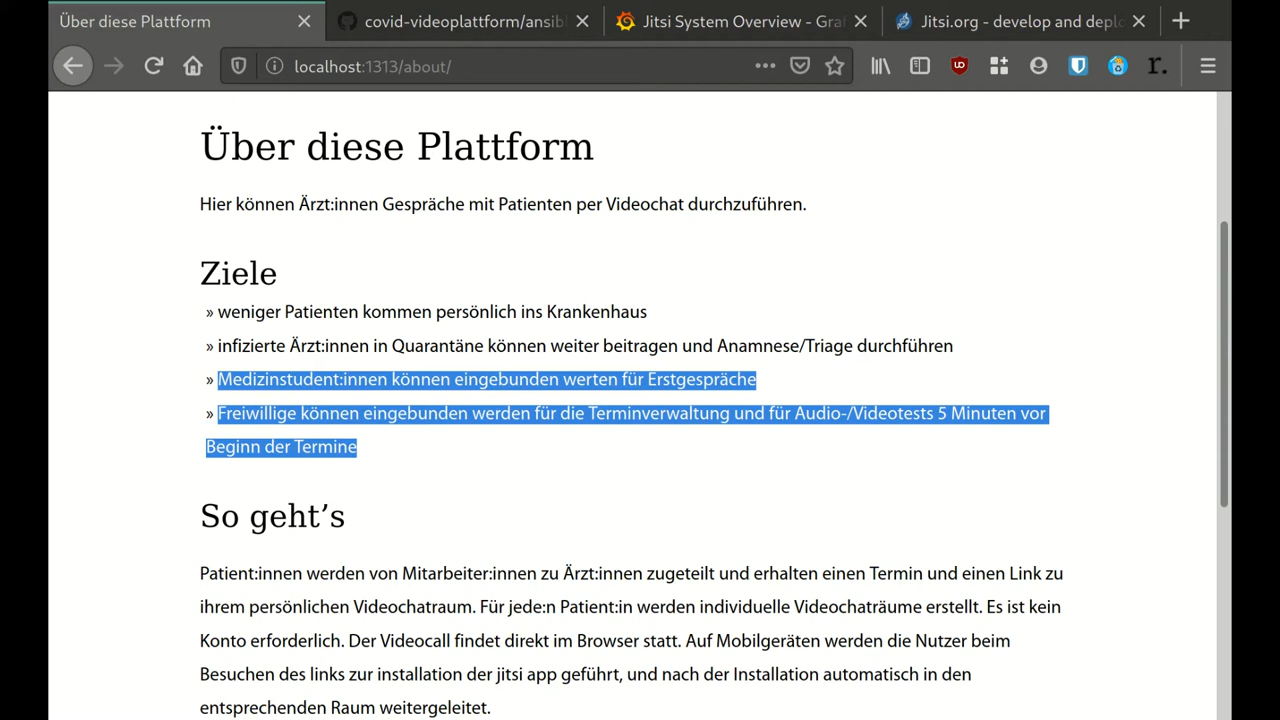 Über diese Plattform
covid-videoplattform/ansibl
Jitsi System Overview - Graf
Jitsi.org - develop and deplo
localhost:1313/about/
r.
Über diese Plattform
Hier können Ärzt:innen Gespräche mit Patienten per Videochat durchzuführen.
Ziele
» weniger Patienten kommen persönlich ins Krankenhaus
» infizierte Ärzt:innen in Quarantäne können weiter beitragen und Anamnese/Triage durchführen
» Medizinstudent:innen können eingebunden werten für Erstgespräche
» Freiwillige können eingebunden werden für die Terminverwaltung und für Audio-/Videotests 5 Minuten vor
Beginn der Termine
So geht’s
Patient:innen werden von Mitarbeiter:innen zu Ärzt:innen zugeteilt und erhalten einen Termin und einen Link zu
ihrem persönlichen Videochatraum. Für jede:n Patient:in werden individuelle Videochaträume erstellt. Es ist kein
Konto erforderlich. Der Videocall findet direkt im Browser statt. Auf Mobilgeräten werden die Nutzer beim
Besuchen des links zur installation der jitsi app geführt, und nach der Installation automatisch in den
entsprechenden Raum weitergeleitet.